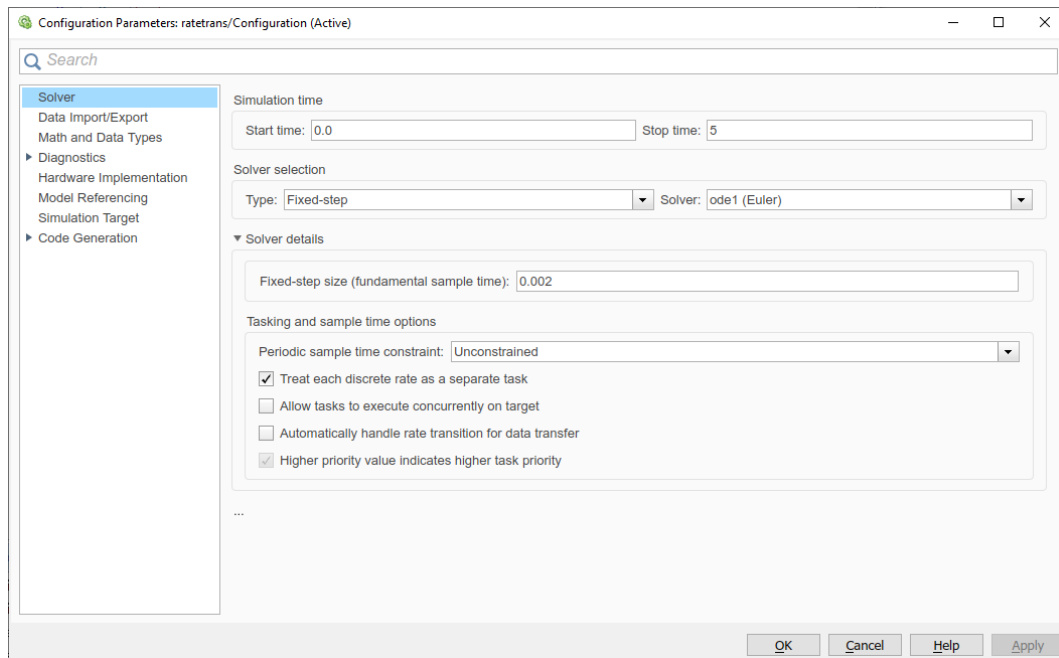 Configuration Parameters: ratetrans/Configuration (Active)
Search
Solver
Data Import/Export
Math and Data Types
Diagnostics
Hardware Implementation
Model Referencing
Simulation Target
Code Generation
Simulation time
Start time: 0.0 Stop time: 5
Solver selection
Type: Fixed-step Solver: ode1 (Euler)
Solver details
Fixed-step size (fundamental sample time): 0.002
Tasking and sample time options
Periodic sample time constraint: Unconstrained
Treat each discrete rate as a separate task
Allow tasks to execute concurrently on target
Automatically handle rate transition for data transfer
Higher priority value indicates higher task priority
...
OK Cancel Help Apply